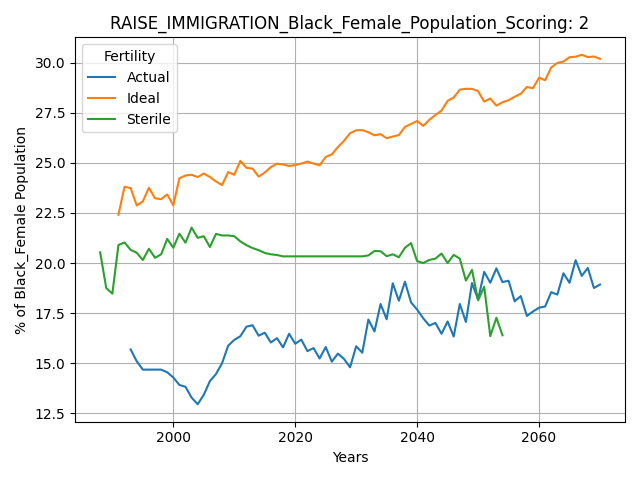 RAISE_IMMIGRATION_Black_Female_Population_Scoring: 2
Fertility
Actual
Ideal
Sterile
% of Black_Female Population
30.0
27.5
25.0
22.5
20.0
17.5
15.0
12.5
2000 2020 2040 2060
Years